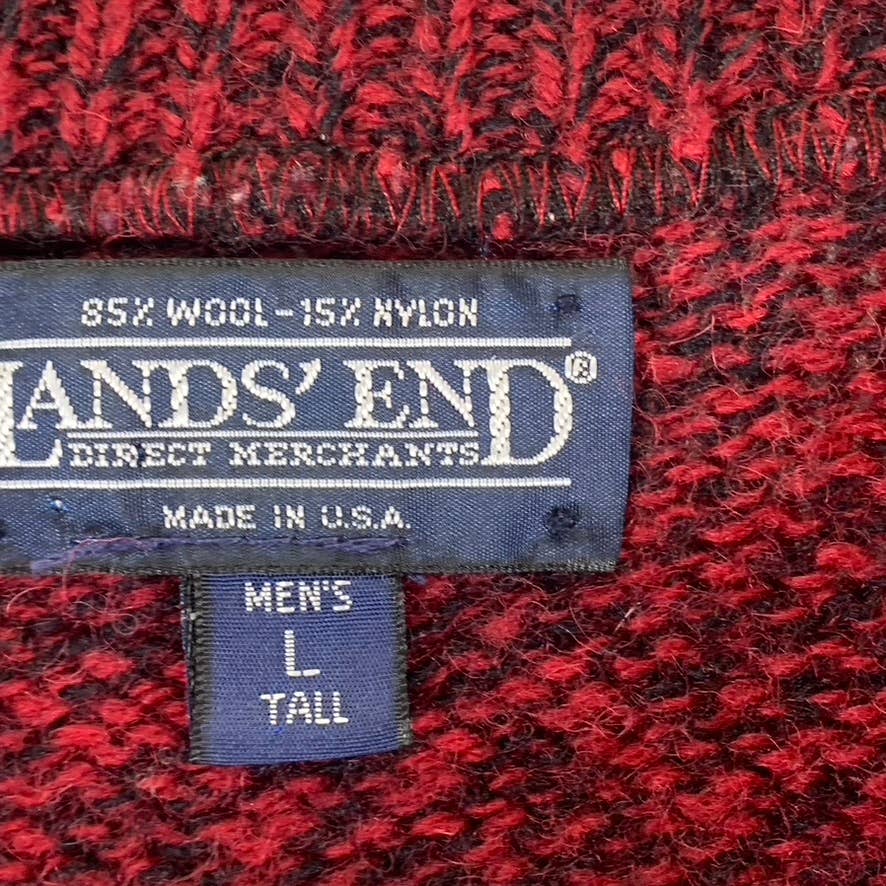 85% WOOL-15% NYLON
LANDS' END®
DIRECT MERCHANTS
MADE IN U.S.A.
MEN'S
L
TALL